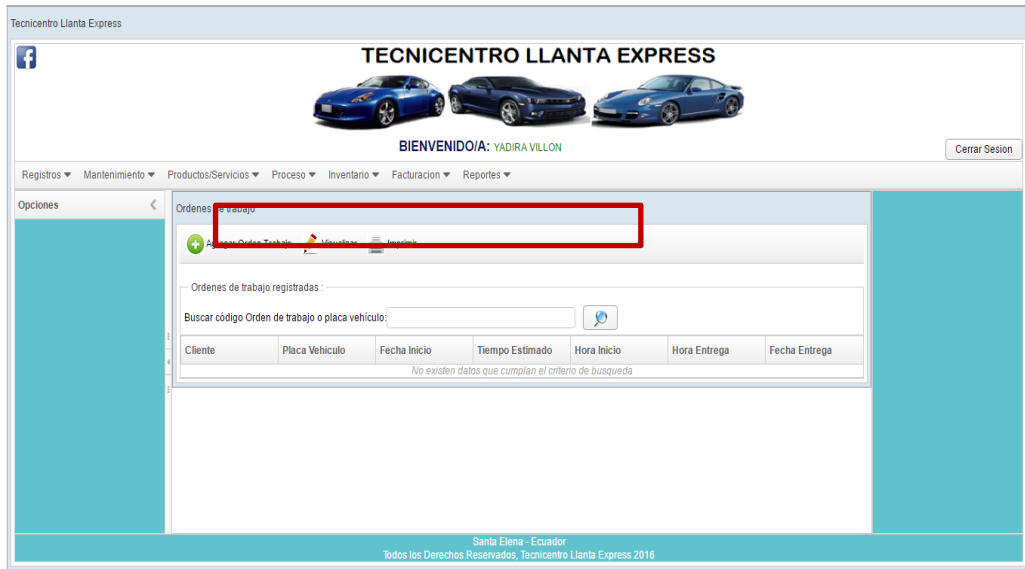 Tecnicentro Llanta Express
TECNICENTRO LLANTA EXPRESS
BIENVENIDO/A: YADIRA VILLON
Cerrar Sesion
Registros Mantenimiento Productos/Servicios Proceso Inventario Facturacion Reportes
Opciones
Ordenes de trabajo
Agregar Orden Trabajo Visualizar Imprimir
Ordenes de trabajo registradas :
Buscar código Orden de trabajo o placa vehículo:
Cliente Placa Vehiculo Fecha Inicio Tiempo Estimado Hora Inicio Hora Entrega Fecha Entrega
No existen datos que cumplan el criterio de busqueda
Santa Elena - Ecuador
Todos los Derechos Reservados, Tecnicentro Llanta Express 2016